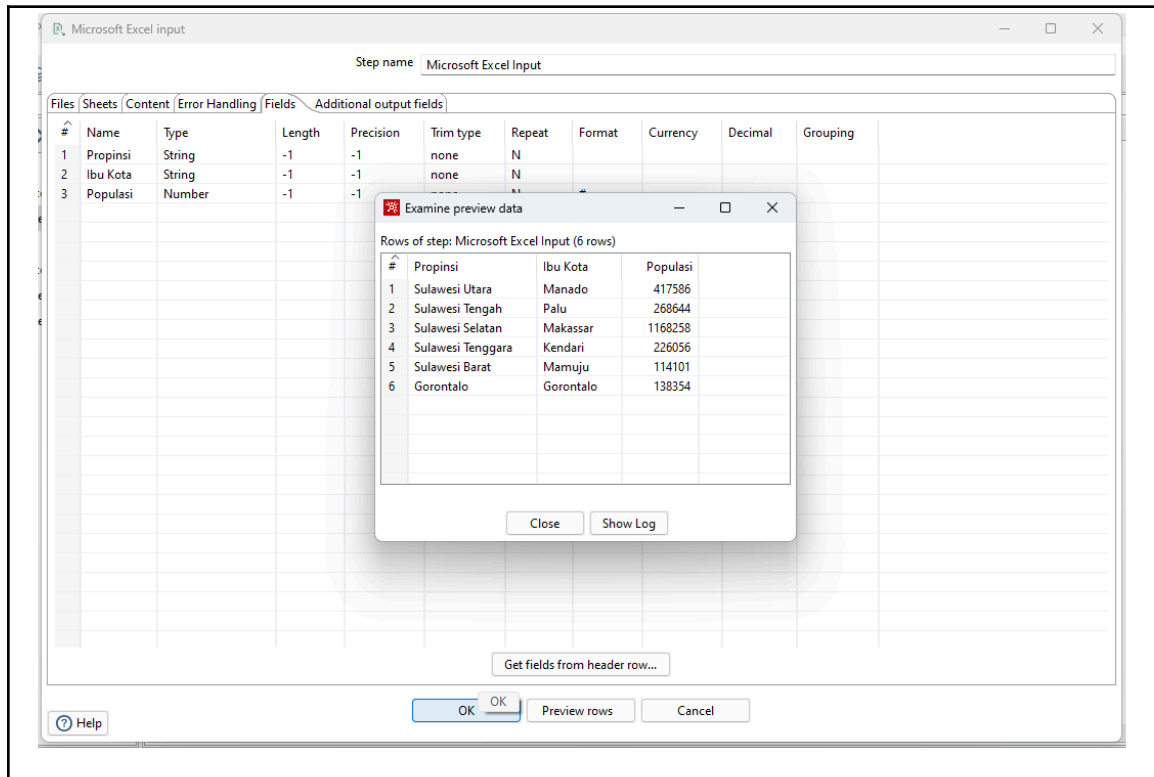 Microsoft Excel input
Step name Microsoft Excel Input
Files Sheets Content Error Handling Fields Additional output fields
# Name Type Length Precision Trim type Repeat Format Currency Decimal Grouping
1 Propinsi String -1 -1 none N
2 Ibu Kota String -1 -1 none N
3 Populasi Number -1 -1 none N #
Examine preview data
Rows of step: Microsoft Excel Input (6 rows)
# Propinsi Ibu Kota Populasi
1 Sulawesi Utara Manado 417586
2 Sulawesi Tengah Palu 268644
3 Sulawesi Selatan Makassar 1168258
4 Sulawesi Tenggara Kendari 226056
5 Sulawesi Barat Mamuju 114101
6 Gorontalo Gorontalo 138354
Close Show Log
Get fields from header row...
OK OK Preview rows Cancel
Help